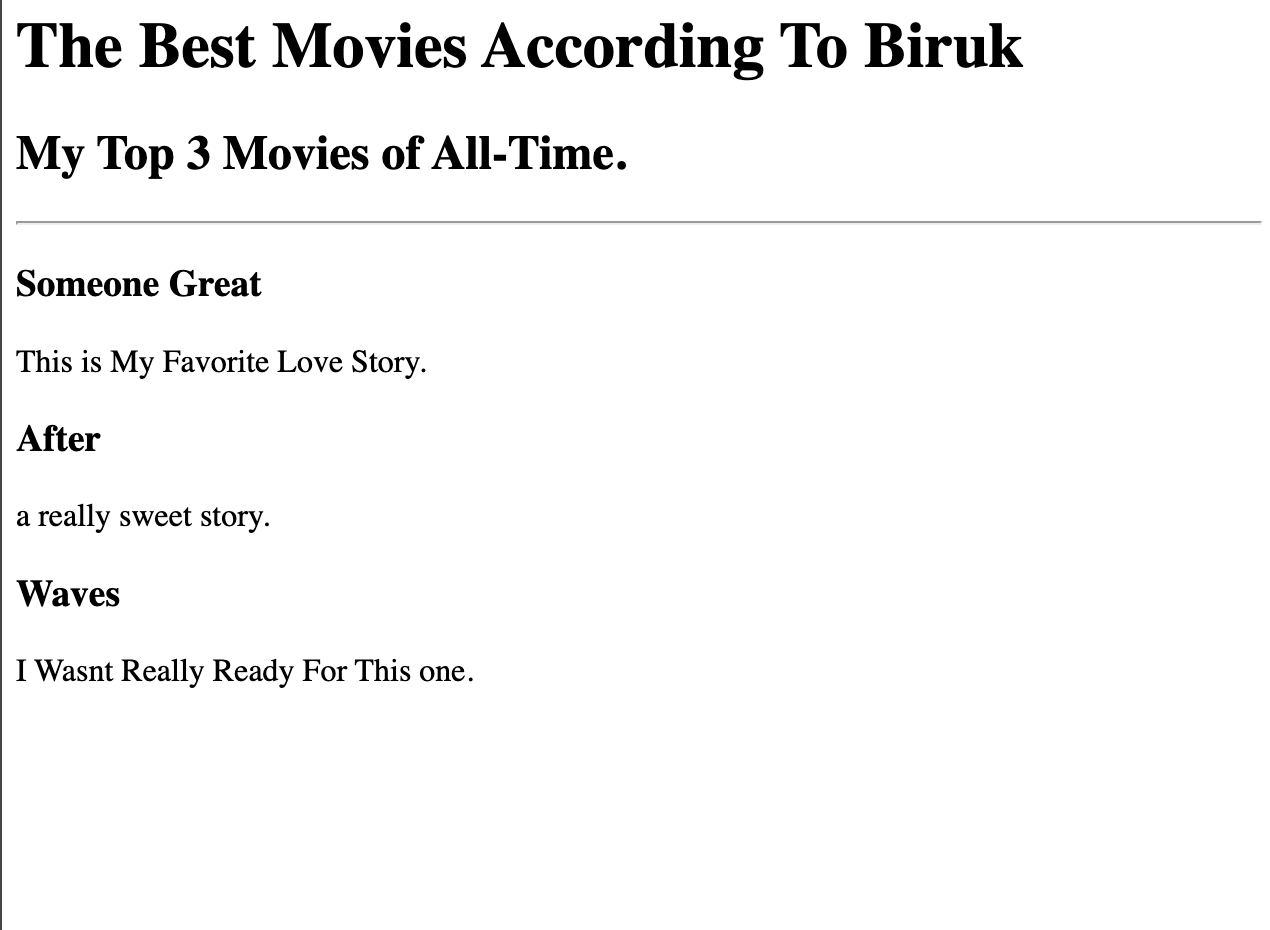 The Best Movies According To Biruk
My Top 3 Movies of All-Time.
Someone Great
This is My Favorite Love Story.
After
a really sweet story.
Waves
I Wasnt Really Ready For This one.